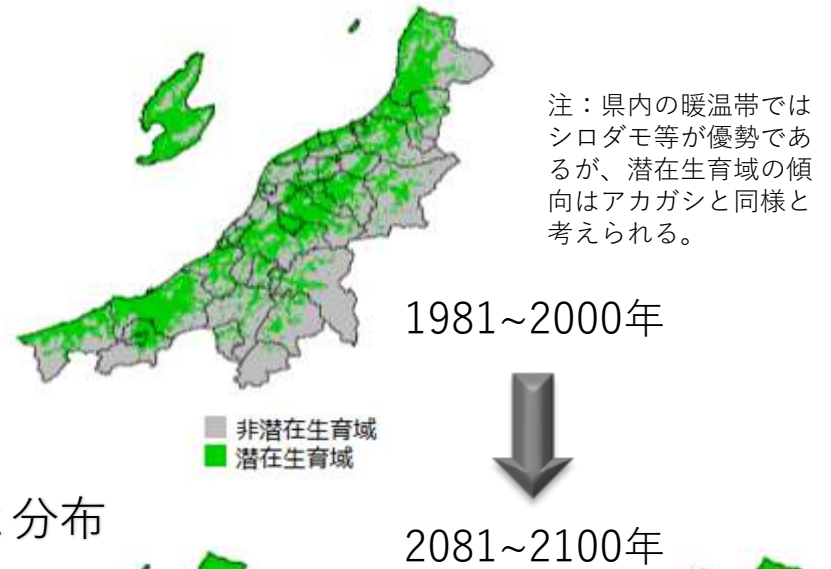 注：県内の暖温帯では
シロダモ等が優勢であ
るが、潜在生育域の傾
向はアカガシと同様と
考えられる。
1981~2000年
非潜在生育域
潜在生育域
分布
2081~2100年